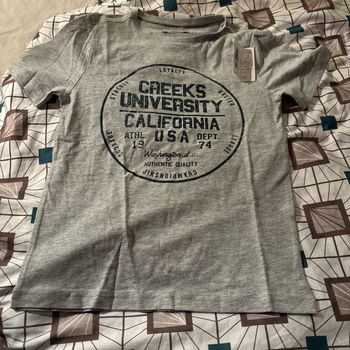 LOYALTY
CREEKS
UNIVERSITY
CALIFORNIA
ATHL. USA DEPT.
19 74
Washington, d.c.
AUTHENTIC QUALITY
CHAMPIONSHIP